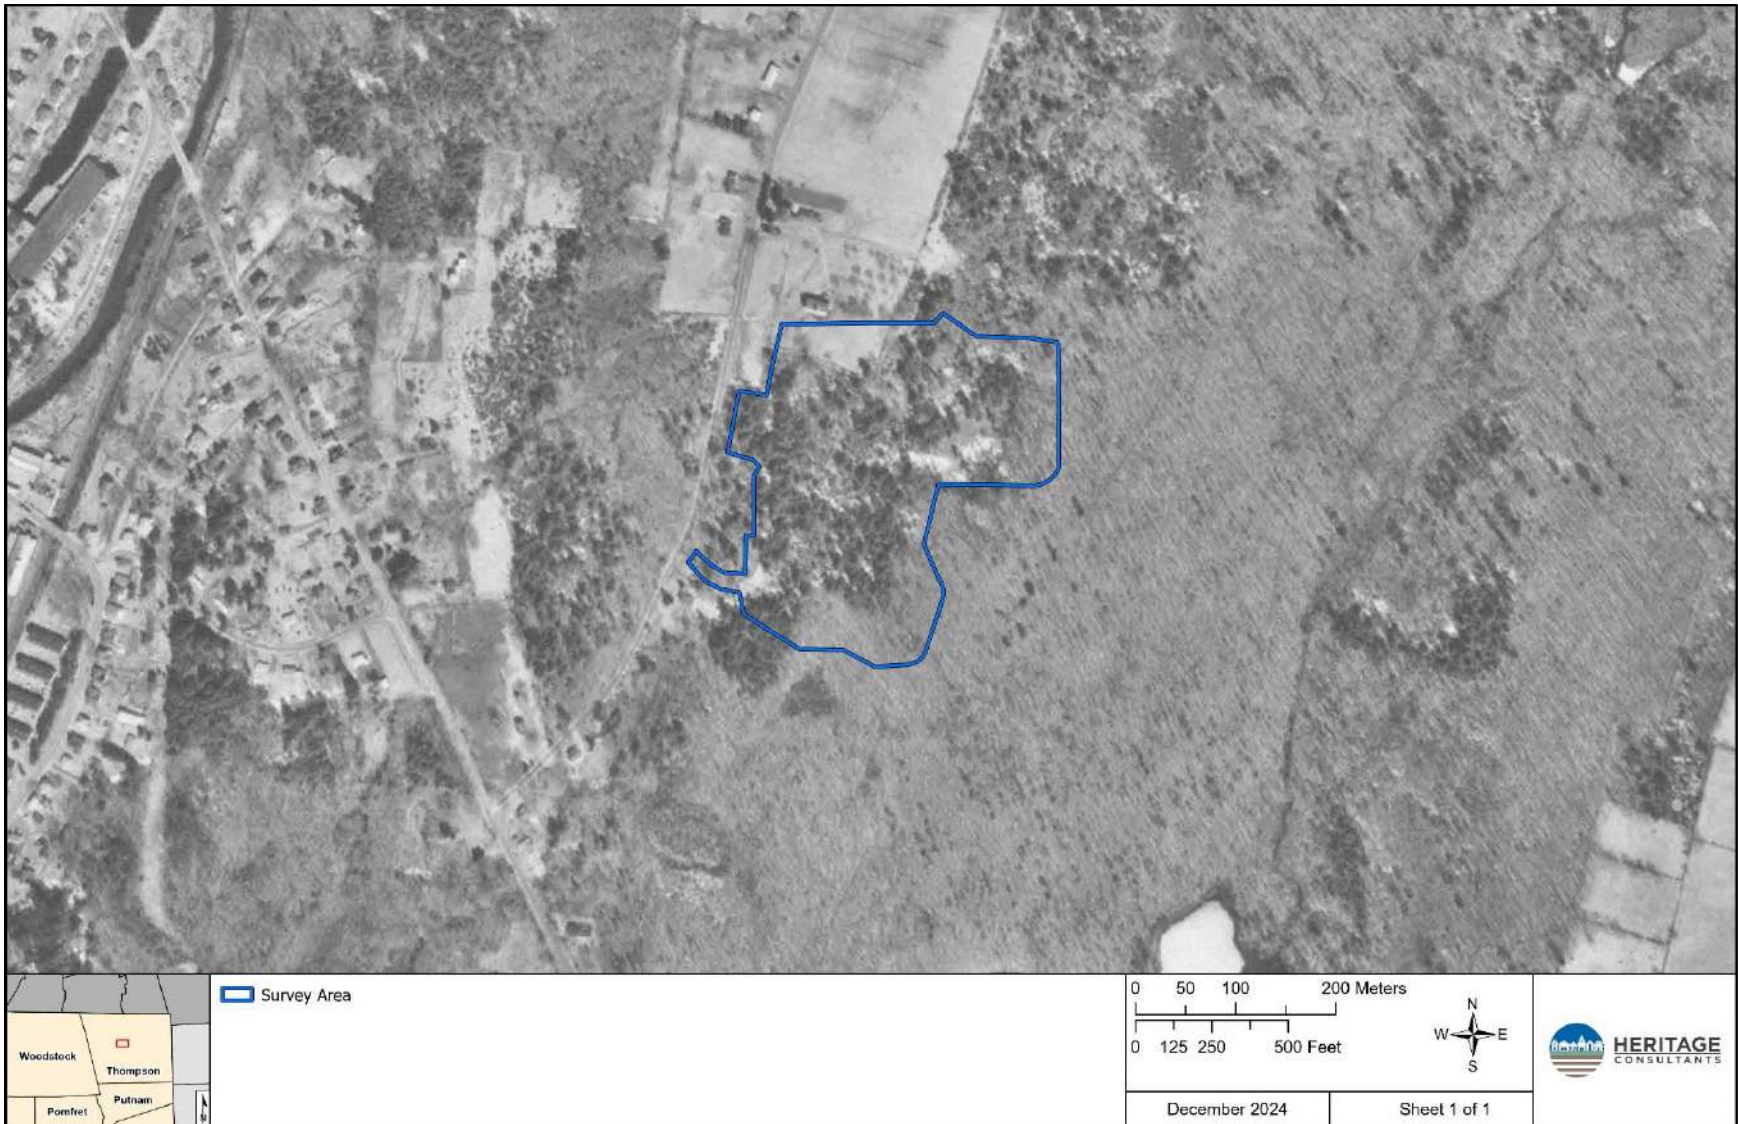 Survey Area
0 50 100 200 Meters
0 125 250 500 Feet
N
W E
S
HERITAGE
CONSULTANTS
December 2024
Sheet 1 of 1
Woodstock
Thompson
Putnam
Pomfret
N